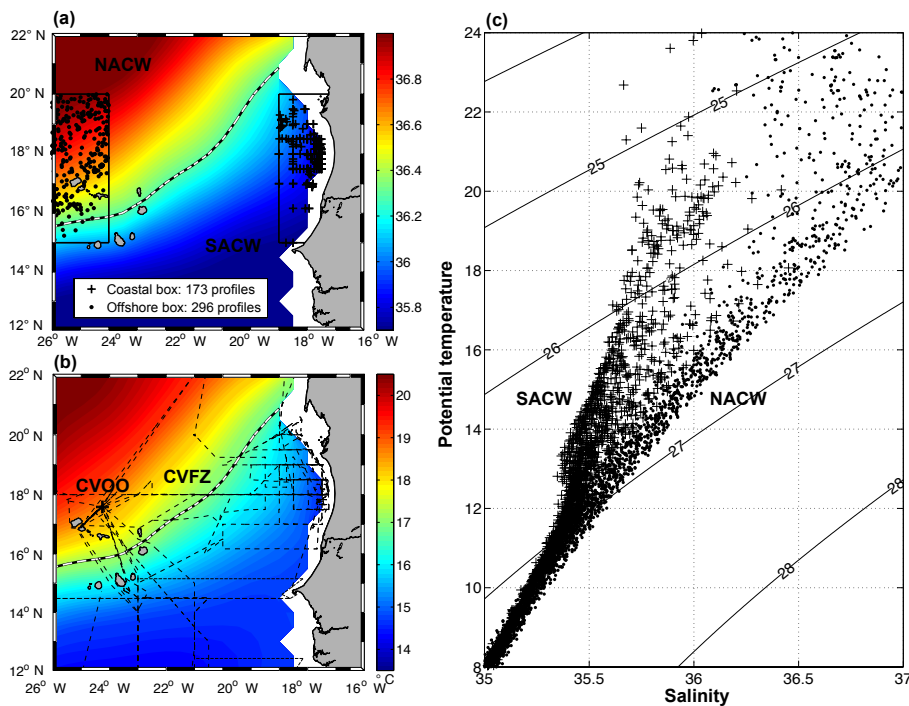 (a)
22° N
20° N
18° N
16° N
14° N
12° N
26° W
24° W
22° W
20° W
18° W
16° W
NACW
SACW
+ Coastal box: 173 profiles
• Offshore box: 296 profiles
36.8
36.6
36.4
36.2
36
35.8
(b)
22° N
20° N
18° N
16° N
14° N
12° N
26° W
24° W
22° W
20° W
18° W
16° W
CVOO
CVFZ
20
19
18
17
16
15
14
° C
(c)
Potential temperature
24
22
20
18
16
14
12
10
8
35
35.5
36
36.5
37
Salinity
25
25
26
26
27
27
28
28
SACW
NACW